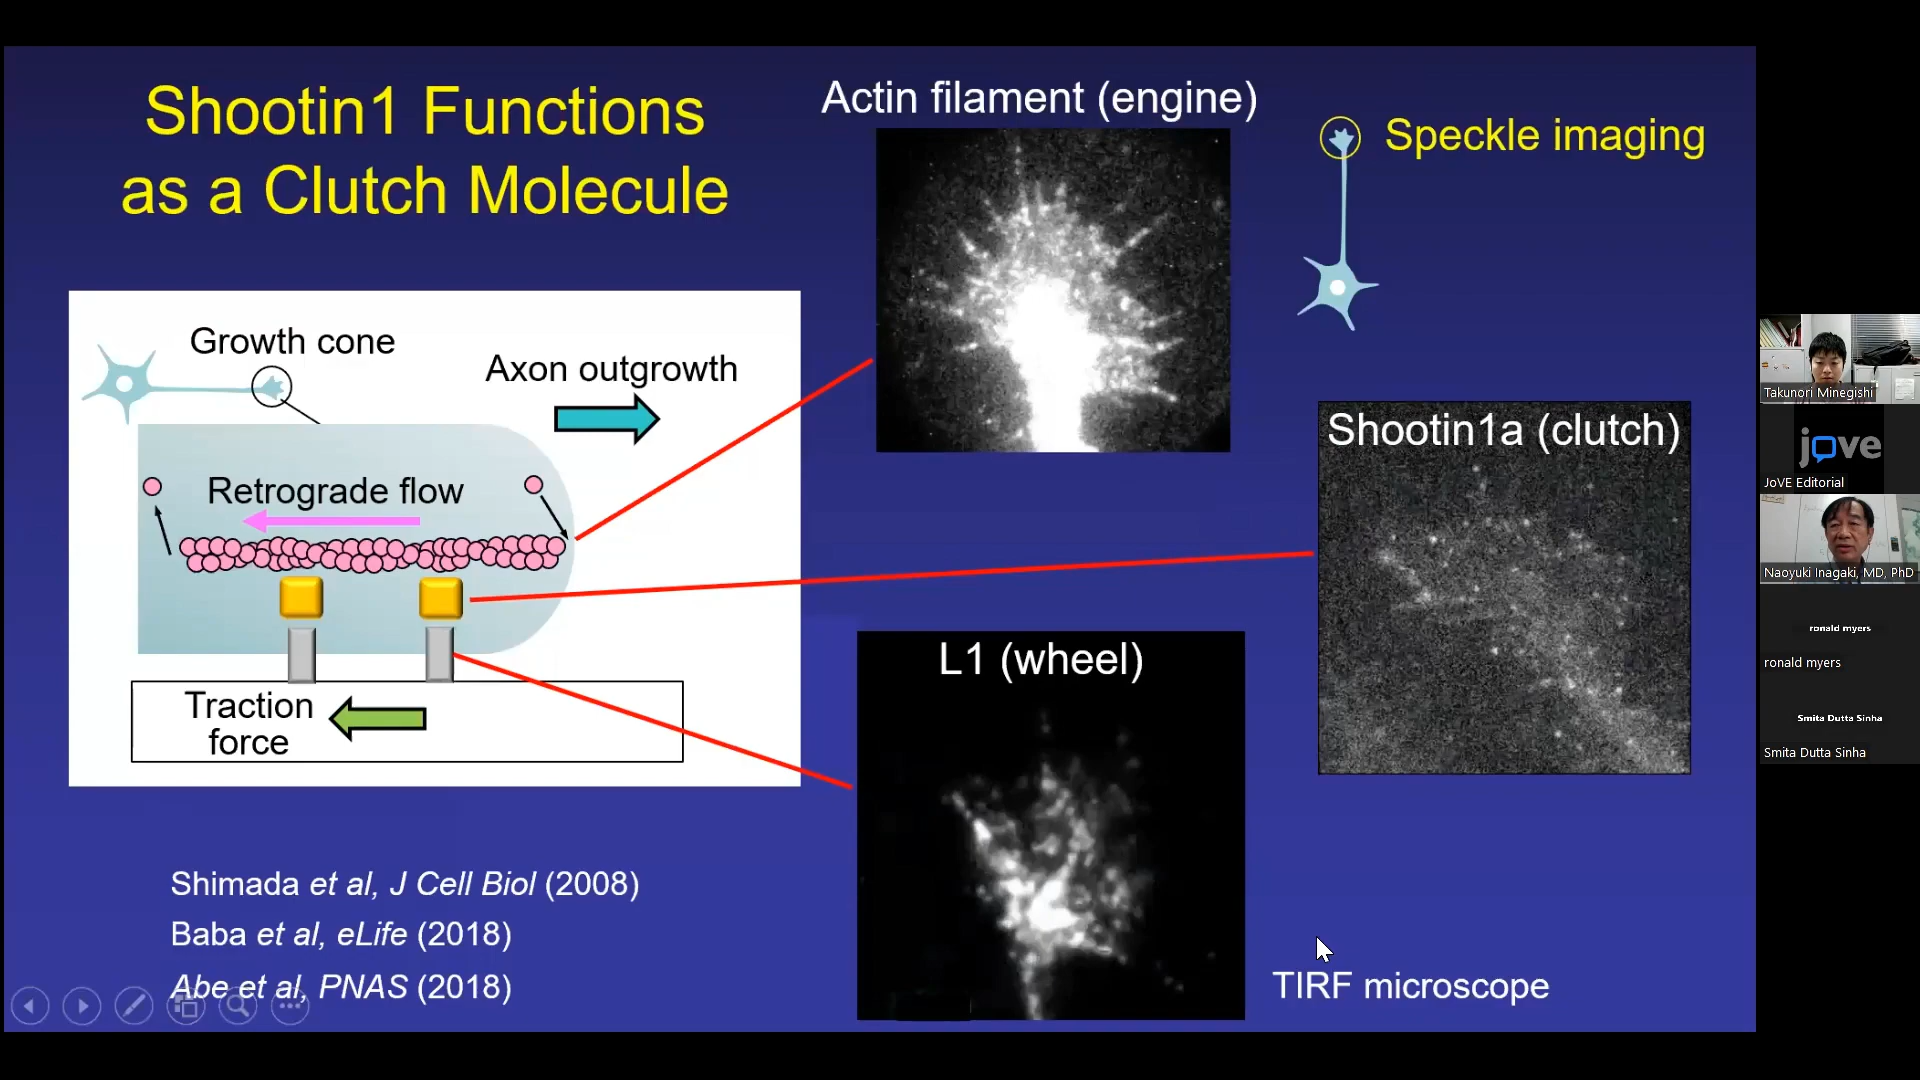 Shootin1 Functions
as a Clutch Molecule
Actin filament (engine)
Speckle imaging
Growth cone
Axon outgrowth
Retrograde flow
Traction
force
Shootin1a (clutch)
L1 (wheel)
Shimada et al, J Cell Biol (2008)
Baba et al, eLife (2018)
Abe et al, PNAS (2018)
TIRF microscope
Takunori Minegishi
jove
JoVE Editorial
Naoyuki Inagaki, MD, PhD
ronald myers
ronald myers
Smita Dutta Sinha
Smita Dutta Sinha